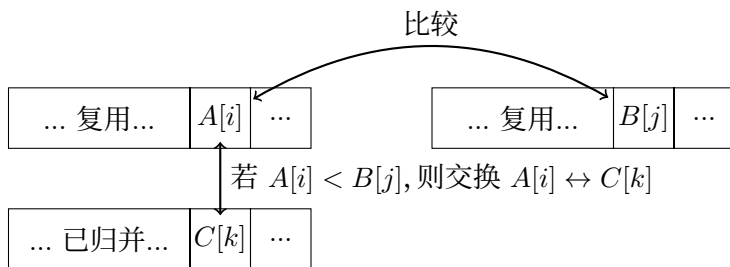 比较
... 复用... A[i] ... ... 复用... B[j] ...
若 A[i] < B[j], 则交换 A[i] ↔ C[k]
... 已归并... C[k] ...